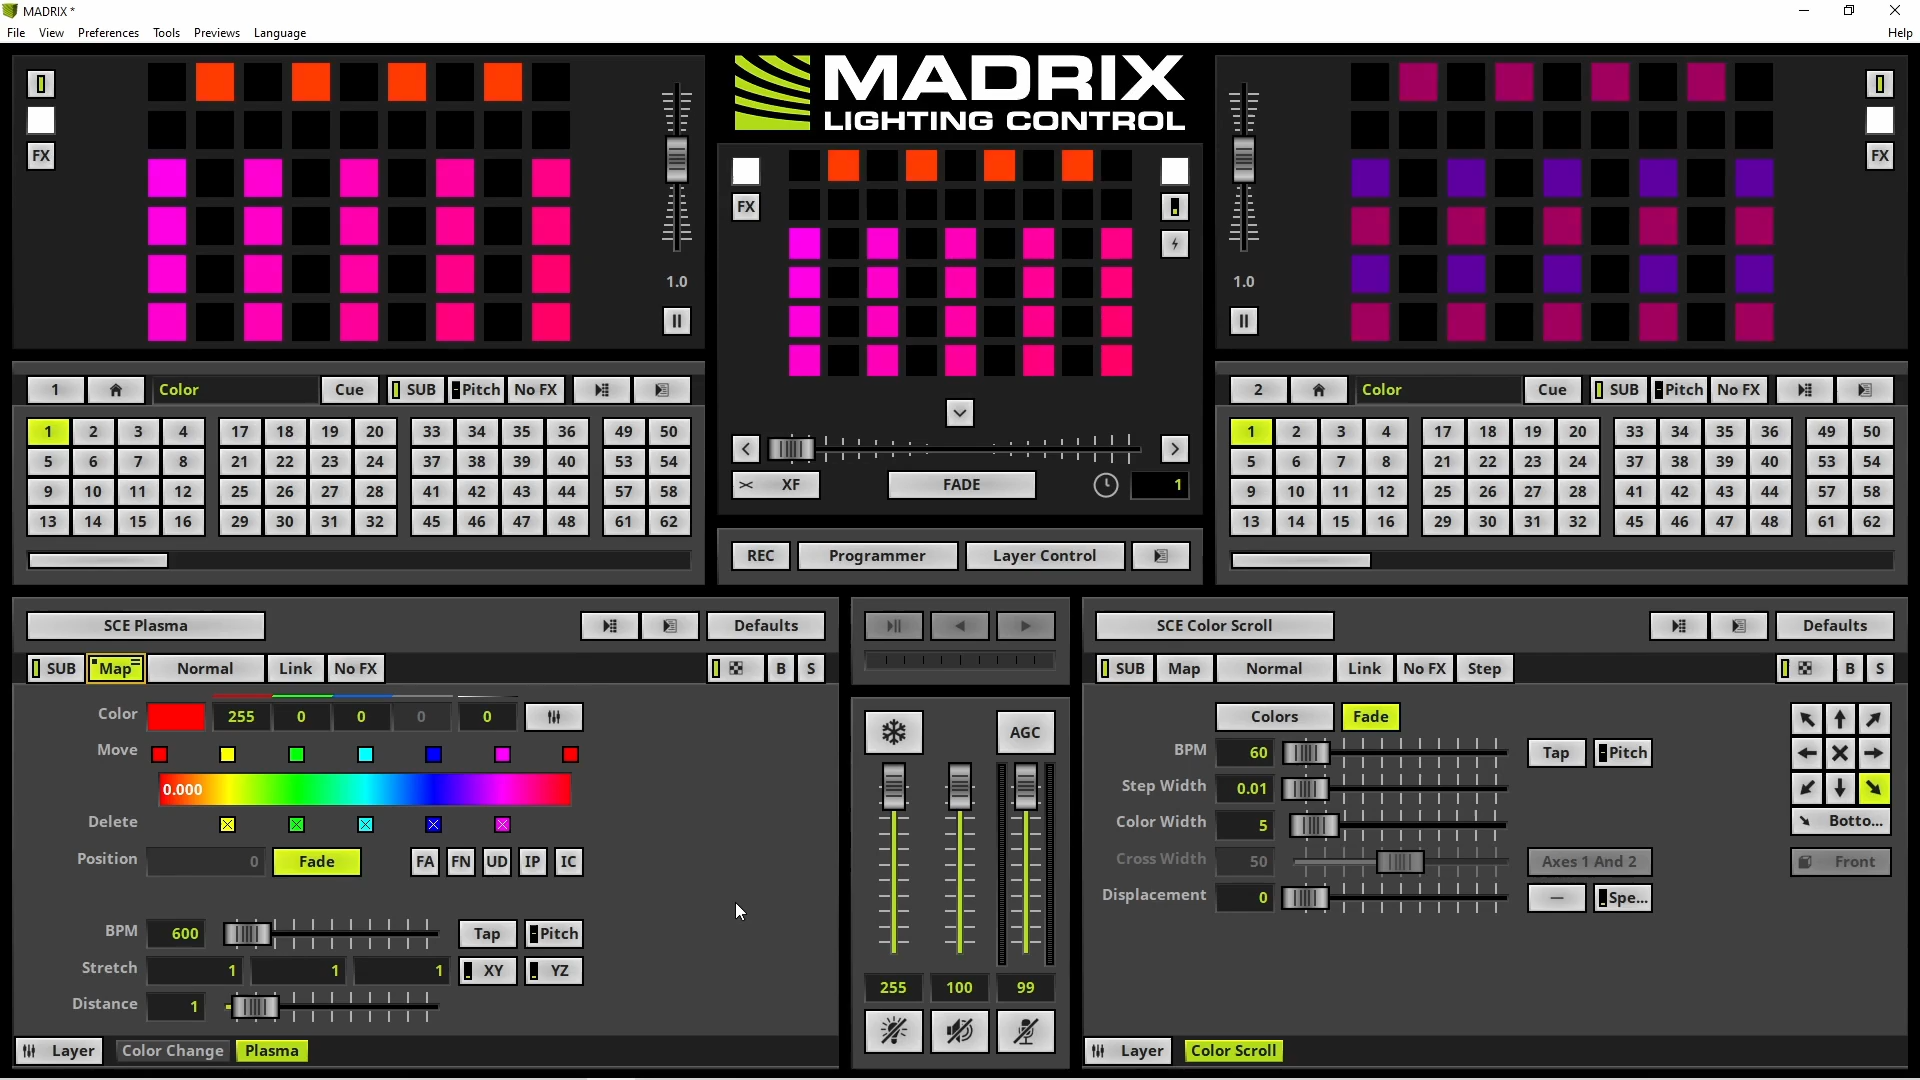 MADRIX *
File View Preferences Tools Previews Language Help
MADRIX
LIGHTING CONTROL
FX
FX
FX
1.0
1.0
1 Color Cue SUB Pitch No FX
1 2 3 4 17 18 19 20 33 34 35 36 49 50
5 6 7 8 21 22 23 24 37 38 39 40 53 54
9 10 11 12 25 26 27 28 41 42 43 44 57 58
13 14 15 16 29 30 31 32 45 46 47 48 61 62
XF FADE 1
REC Programmer Layer Control
2 Color Cue SUB Pitch No FX
1 2 3 4 17 18 19 20 33 34 35 36 49 50
5 6 7 8 21 22 23 24 37 38 39 40 53 54
9 10 11 12 25 26 27 28 41 42 43 44 57 58
13 14 15 16 29 30 31 32 45 46 47 48 61 62
SCE Plasma Defaults
SUB Map Normal Link No FX B S
Color 255 0 0 0 0
Move
0.000
Delete
Position 0 Fade FA FN UD IP IC
BPM 600 Tap Pitch
Stretch 1 1 1 XY YZ
Distance 1
Layer Color Change Plasma
AGC
255 100 99
SCE Color Scroll Defaults
SUB Map Normal Link No FX Step B S
Colors Fade
BPM 60 Tap Pitch
Step Width 0.01
Color Width 5 Botto...
Cross Width 50 Axes 1 And 2 Front
Displacement 0 Spe...
Layer Color Scroll